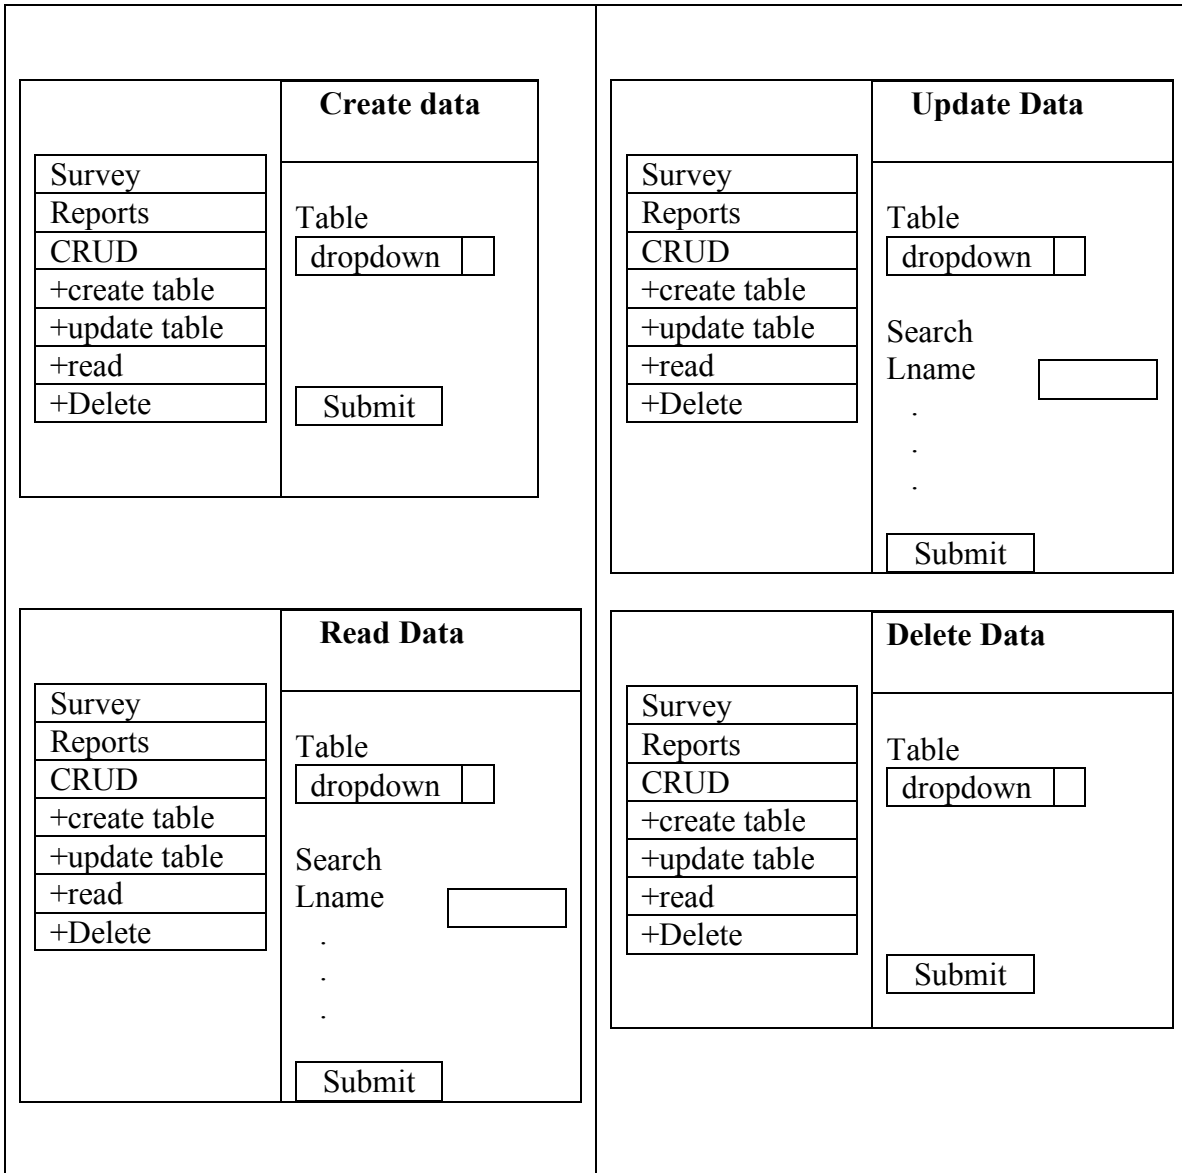 Create data
Survey
Reports
CRUD
+create table
+update table
+read
+Delete
Table
dropdown
Submit
Update Data
Survey
Reports
CRUD
+create table
+update table
+read
+Delete
Table
dropdown
Search
Lname
.
.
.
Submit
Read Data
Survey
Reports
CRUD
+create table
+update table
+read
+Delete
Table
dropdown
Search
Lname
.
.
.
Submit
Delete Data
Survey
Reports
CRUD
+create table
+update table
+read
+Delete
Table
dropdown
Submit